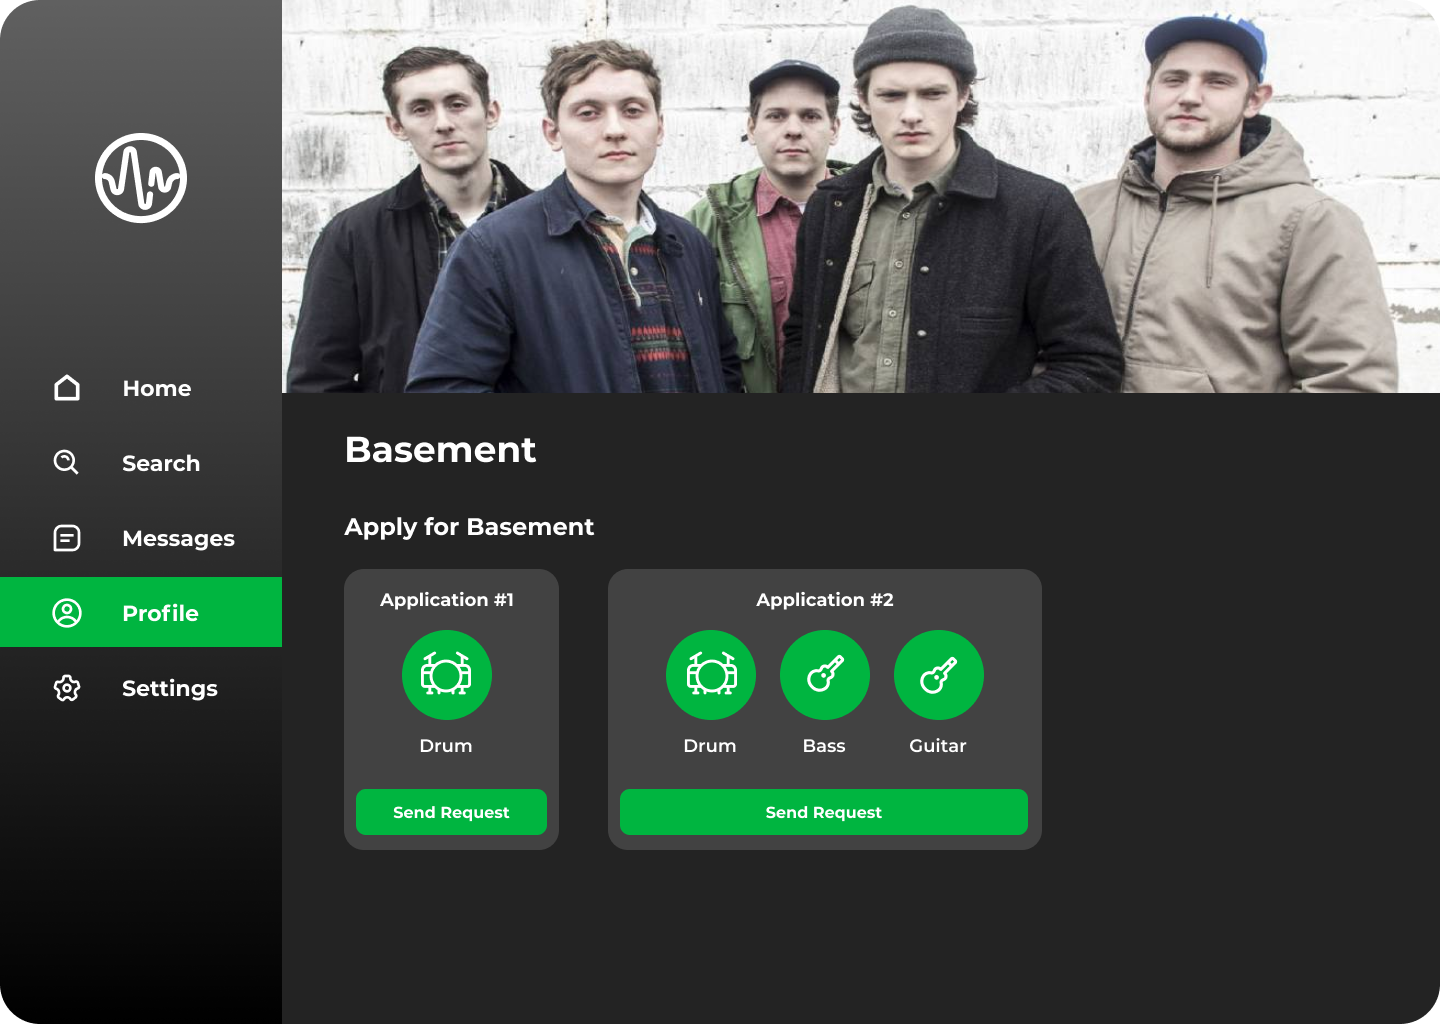 Home
Search
Messages
Profile
Settings
Basement
Apply for Basement
Application #1
Drum
Send Request
Application #2
Drum Bass Guitar
Send Request